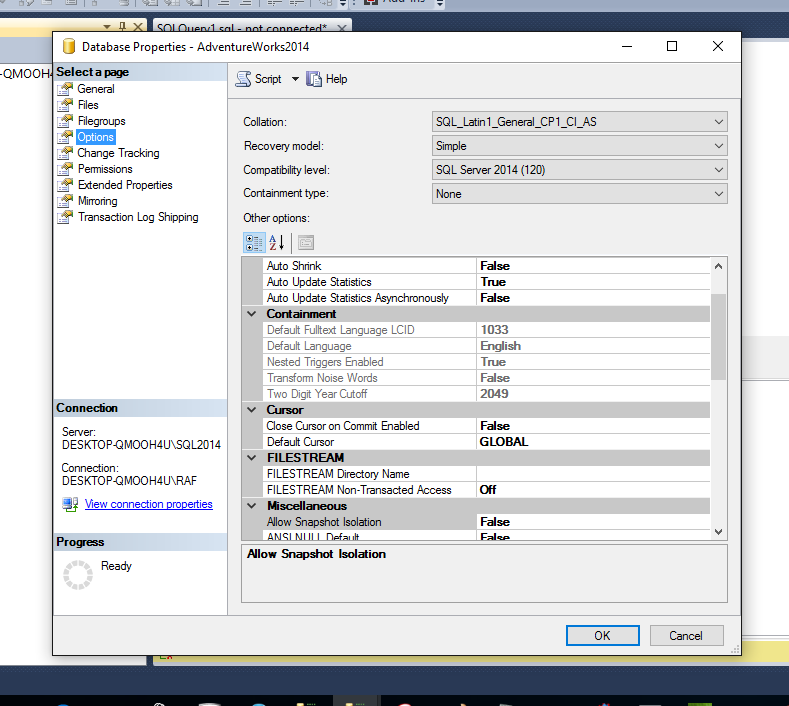 Add-Ins
SQLQuery1.sql - not connected*
Database Properties - AdventureWorks2014
-QMOOH4
Select a page
General
Files
Filegroups
Options
Change Tracking
Permissions
Extended Properties
Mirroring
Transaction Log Shipping
Connection
Server:
DESKTOP-QMOOH4U\SQL2014
Connection:
DESKTOP-QMOOH4U\RAF
View connection properties
Progress
Ready
Script Help
Collation: SQL_Latin1_General_CP1_CI_AS
Recovery model: Simple
Compatibility level: SQL Server 2014 (120)
Containment type: None
Other options:
Auto Shrink False
Auto Update Statistics True
Auto Update Statistics Asynchronously False
Containment
Default Fulltext Language LCID 1033
Default Language English
Nested Triggers Enabled True
Transform Noise Words False
Two Digit Year Cutoff 2049
Cursor
Close Cursor on Commit Enabled False
Default Cursor GLOBAL
FILESTREAM
FILESTREAM Directory Name
FILESTREAM Non-Transacted Access Off
Miscellaneous
Allow Snapshot Isolation False
ANSI NULL Default False
Allow Snapshot Isolation
OK Cancel